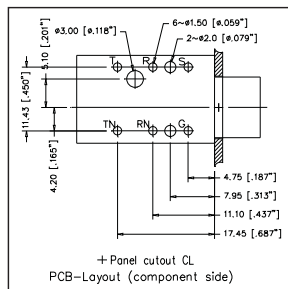 6~ø1.50 [ø.059"]
ø3.00 [ø.118"]
2~ø2.0 [ø.079"]
5.10 [.201"]
T R S
11.43 [.450"]
4.20 [.165"]
TN RN G
4.75 [.187"]
7.95 [.313"]
11.10 [.437"]
17.45 [.687"]
+ Panel cutout CL
PCB-Layout (component side)